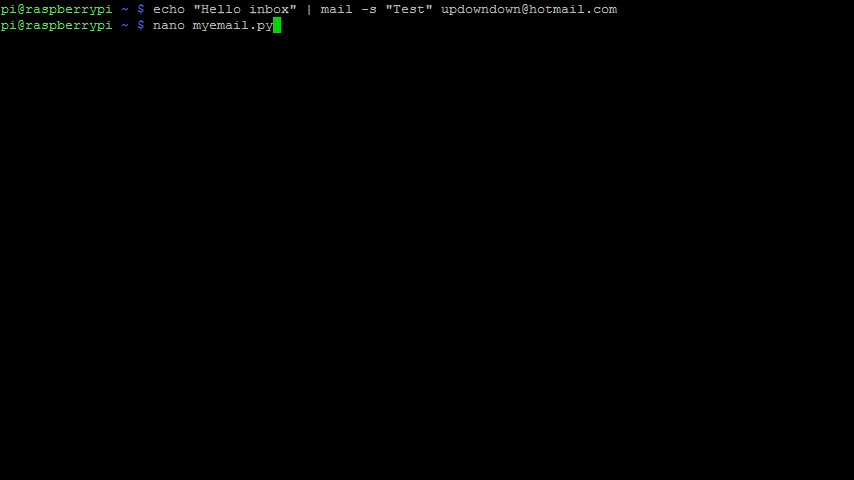 pi@raspberrypi ~ $ echo "Hello inbox" | mail -s "Test" updowndown@hotmail.com
pi@raspberrypi ~ $ nano myemail.py